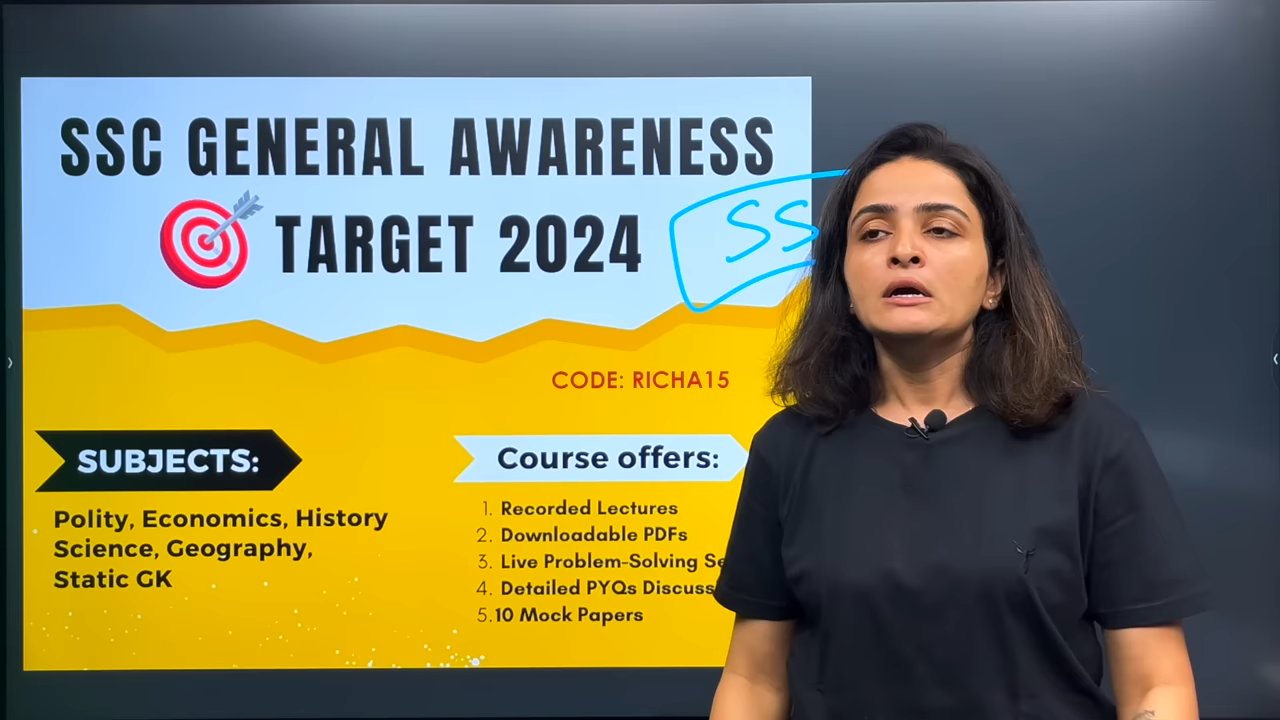 SSC GENERAL AWARENESS
TARGET 2024
SS
CODE: RICHA15
SUBJECTS:
Polity, Economics, History
Science, Geography,
Static GK
Course offers:
1. Recorded Lectures
2. Downloadable PDFs
3. Live Problem-Solving
4. Detailed PYQs
5.10 Mock Papers